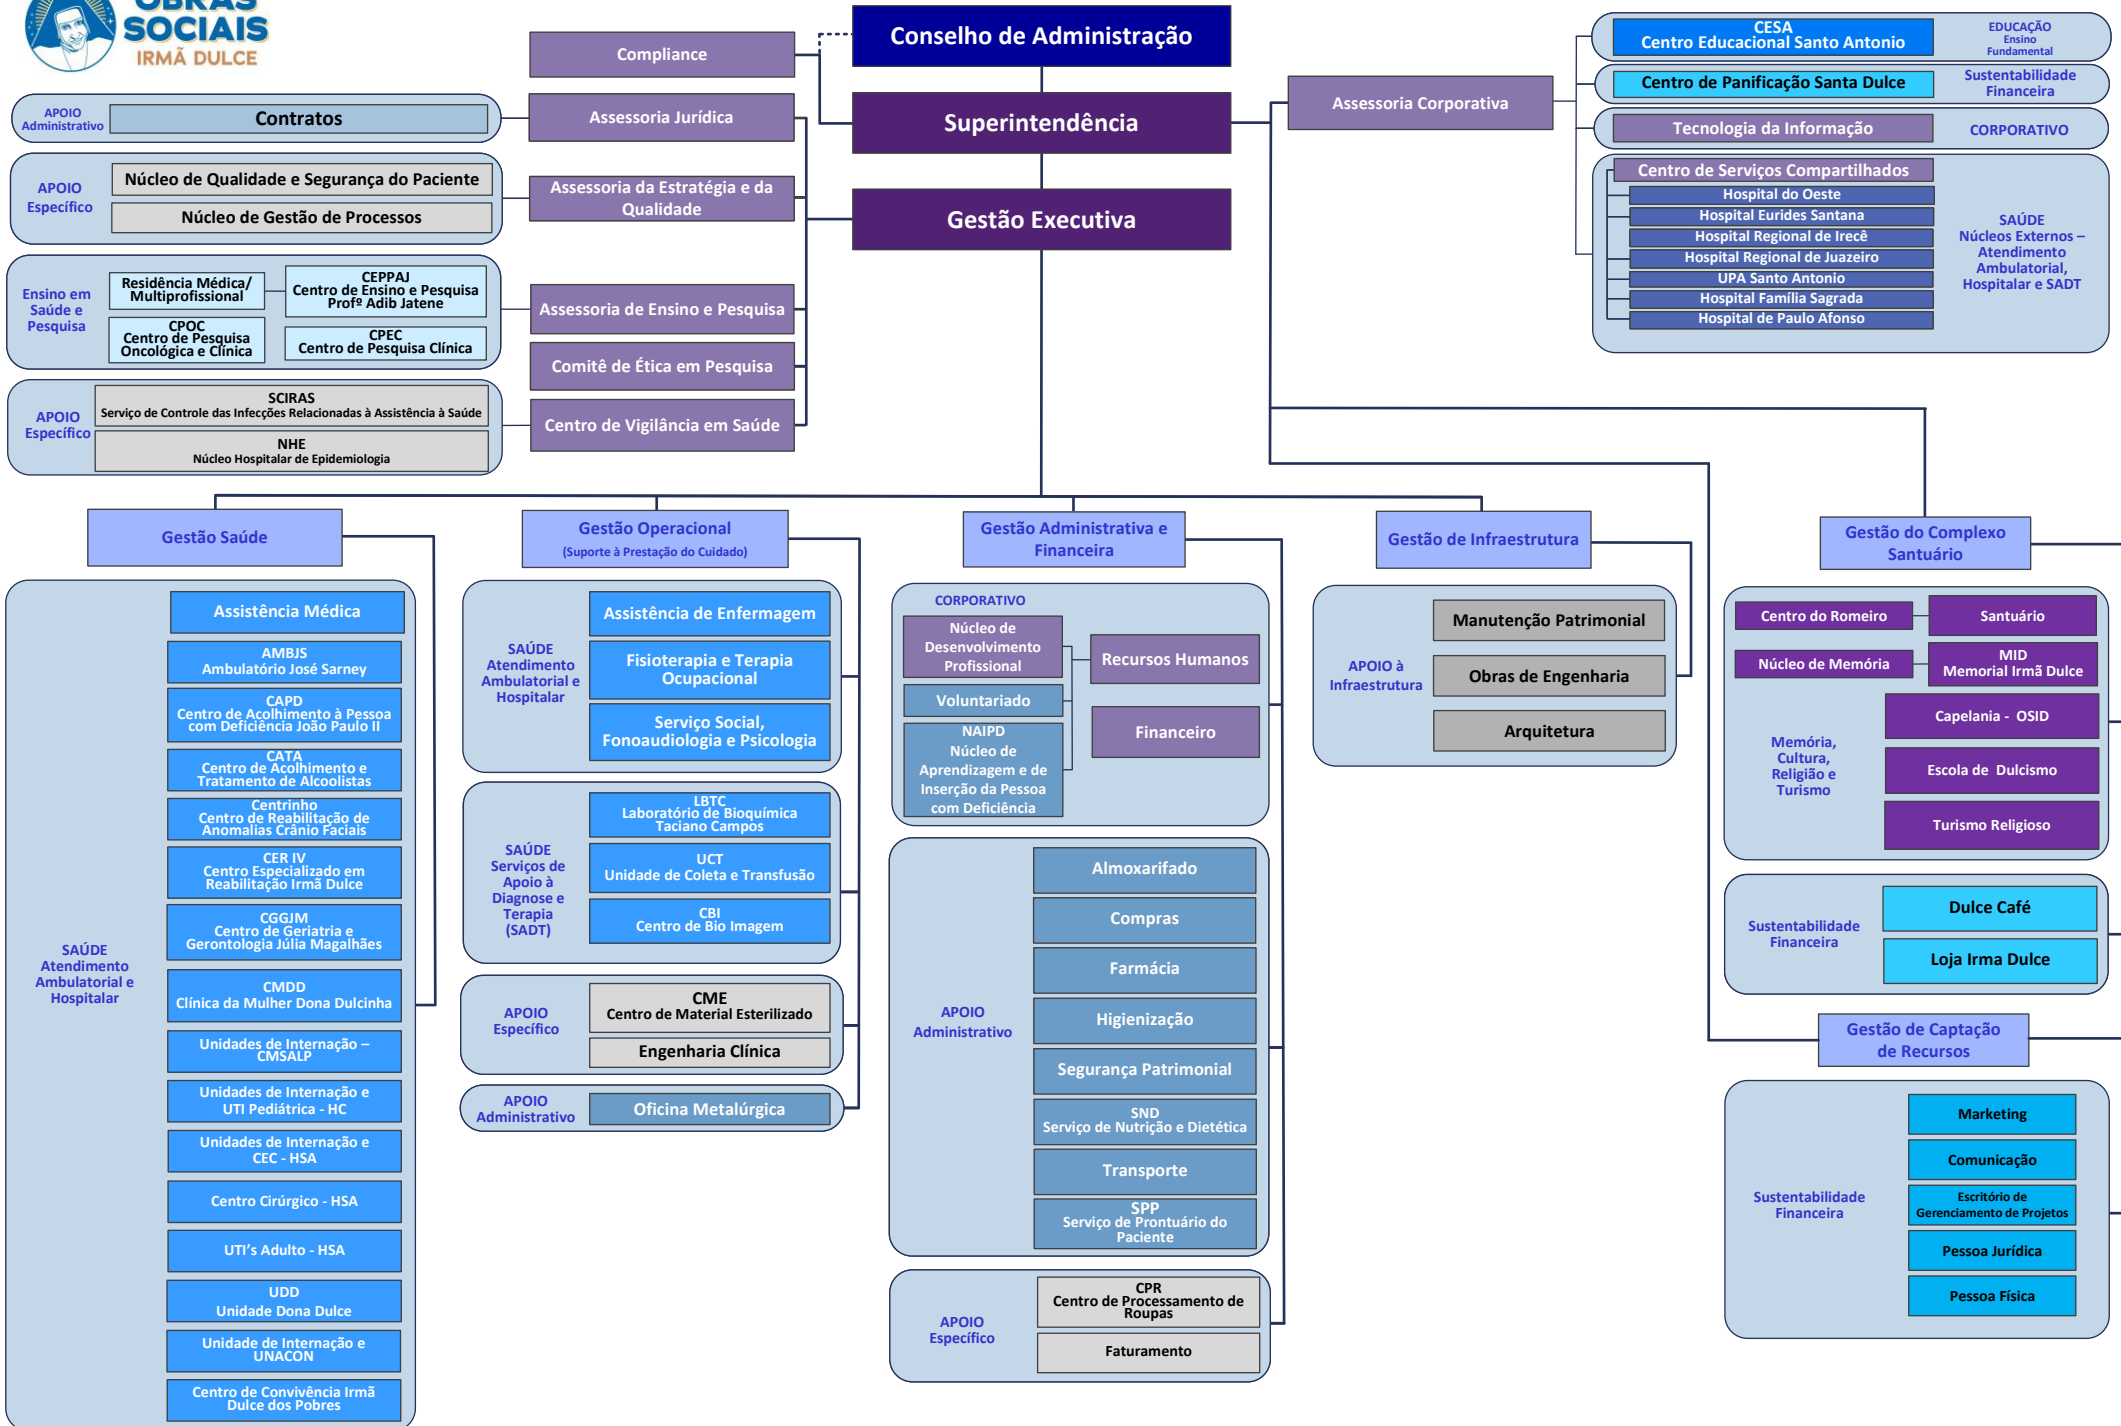 OBRAS
SOCIAIS
IRMÃ DULCE
Conselho de Administração
Compliance
Superintendência
Gestão Executiva
Assessoria Corporativa
CESA
Centro Educacional Santo Antonio
EDUCAÇÃO
Ensino
Fundamental
Centro de Panificação Santa Dulce
Sustentabilidade
Financeira
Tecnologia da Informação
CORPORATIVO
Centro de Serviços Compartilhados
Hospital do Oeste
Hospital Eurides Santana
Hospital Regional de Irecê
Hospital Regional de Juazeiro
UPA Santo Antonio
Hospital Família Sagrada
Hospital de Paulo Afonso
SAÚDE
Núcleos Externos –
Atendimento
Ambulatorial,
Hospitalar e SADT
APOIO
Administrativo
Contratos
Assessoria Jurídica
APOIO
Específico
Núcleo de Qualidade e Segurança do Paciente
Núcleo de Gestão de Processos
Assessoria da Estratégia e da
Qualidade
Ensino em
Saúde e
Pesquisa
Residência Médica/
Multiprofissional
CEPPAJ
Centro de Ensino e Pesquisa
Profº Adib Jatene
CPOC
Centro de Pesquisa
Oncológica e Clínica
CPEC
Centro de Pesquisa Clínica
Assessoria de Ensino e Pesquisa
Comitê de Ética em Pesquisa
APOIO
Específico
SCIRAS
Serviço de Controle das Infecções Relacionadas à Assistência à Saúde
NHE
Núcleo Hospitalar de Epidemiologia
Centro de Vigilância em Saúde
Gestão Saúde
SAÚDE
Atendimento
Ambulatorial e
Hospitalar
Assistência Médica
AMBJS
Ambulatório José Sarney
CAPD
Centro de Acolhimento à Pessoa
com Deficiência João Paulo II
CATA
Centro de Acolhimento e
Tratamento de Alcoolistas
Centrinho
Centro de Reabilitação de
Anomalias Crânio Faciais
CER IV
Centro Especializado em
Reabilitação Irmã Dulce
CGGJM
Centro de Geriatria e
Gerontologia Júlia Magalhães
CMDD
Clínica da Mulher Dona Dulcinha
Unidades de Internação –
CMSALP
Unidades de Internação e
UTI Pediátrica - HC
Unidades de Internação e
CEC - HSA
Centro Cirúrgico - HSA
UTI's Adulto - HSA
UDD
Unidade Dona Dulce
Unidade de Internação e
UNACON
Centro de Convivência Irmã
Dulce dos Pobres
Gestão Operacional
(Suporte à Prestação do Cuidado)
SAÚDE
Atendimento
Ambulatorial e
Hospitalar
Assistência de Enfermagem
Fisioterapia e Terapia
Ocupacional
Serviço Social,
Fonoaudiologia e Psicologia
SAÚDE
Serviços de
Apoio à
Diagnose e
Terapia
(SADT)
LBTC
Laboratório de Bioquímica
Taciano Campos
UCT
Unidade de Coleta e Transfusão
CBI
Centro de Bio Imagem
APOIO
Específico
CME
Centro de Material Esterilizado
Engenharia Clínica
APOIO
Administrativo
Oficina Metalúrgica
Gestão Administrativa e
Financeira
CORPORATIVO
Núcleo de
Desenvolvimento
Profissional
Voluntariado
NAIPD
Núcleo de
Aprendizagem e de
Inserção da Pessoa
com Deficiência
Recursos Humanos
Financeiro
APOIO
Administrativo
Almoxarifado
Compras
Farmácia
Higienização
Segurança Patrimonial
SND
Serviço de Nutrição e Dietética
Transporte
SPP
Serviço de Prontuário do
Paciente
APOIO
Específico
CPR
Centro de Processamento de
Roupas
Faturamento
Gestão de Infraestrutura
APOIO à
Infraestrutura
Manutenção Patrimonial
Obras de Engenharia
Arquitetura
Gestão do Complexo
Santuário
Centro do Romeiro
Santuário
Núcleo de Memória
MID
Memorial Irmã Dulce
Memória,
Cultura,
Religião e
Turismo
Capelania - OSID
Escola de Dulcismo
Turismo Religioso
Sustentabilidade
Financeira
Dulce Café
Loja Irma Dulce
Gestão de Captação
de Recursos
Sustentabilidade
Financeira
Marketing
Comunicação
Escritório de
Gerenciamento de Projetos
Pessoa Jurídica
Pessoa Física